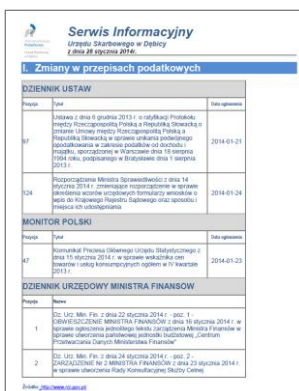 Serwis Informacyjny
Urzędu Skarbowego w Dębicy
z dnia 28 stycznia 2014r.
I. Zmiany w przepisach podatkowych
DZIENNIK USTAW
Pozycja Tytuł Data ogłoszenia
97 Ustawa z dnia 6 grudnia 2013 r. o ratyfikacji Protokołu
między Rzecząpospolitą Polską a Republiką Słowacką o
zmianie Umowy między Rzecząpospolitą Polską a
Republiką Słowacką w sprawie unikania podwójnego
opodatkowania w zakresie podatków od dochodu i
majątku, sporządzonej w Warszawie dnia 18 sierpnia
1994 roku, podpisanego w Bratysławie dnia 1 sierpnia
2013 r. 2014-01-21
124 Rozporządzenie Ministra Sprawiedliwości z dnia 14
stycznia 2014 r. zmieniające rozporządzenie w sprawie
określenia wzorów urzędowych formularzy wniosków o
wpis do Krajowego Rejestru Sądowego oraz sposobu i
miejsca ich udostępniania 2014-01-24
MONITOR POLSKI
Pozycja Tytuł Data ogłoszenia
47 Komunikat Prezesa Głównego Urzędu Statystycznego z
dnia 15 stycznia 2014 r. w sprawie wskaźnika cen
towarów i usług konsumpcyjnych ogółem w IV kwartale
2013 r. 2014-01-23
DZIENNIK URZĘDOWY MINISTRA FINANSÓW
Pozycja Nazwa
1 Dz. Urz. Min. Fin. z dnia 22 stycznia 2014 r. - poz. 1 -
OBWIESZCZENIE MINISTRA FINANSÓW z dnia 16 stycznia 2014 r. w
sprawie ogłoszenia jednolitego tekstu zarządzenia Ministra Finansów w
sprawie utworzenia państwowej jednostki budżetowej „Centrum
Przetwarzania Danych Ministerstwa Finansów”
2 Dz. Urz. Min. Fin. z dnia 24 stycznia 2014 r. - poz. 2 -
ZARZĄDZENIE Nr 2 MINISTRA FINANSÓW z dnia 23 stycznia 2014 r.
w sprawie utworzenia Rady Konsultacyjnej Służby Celnej
Źródło: http://www.rcl.gov.pl/